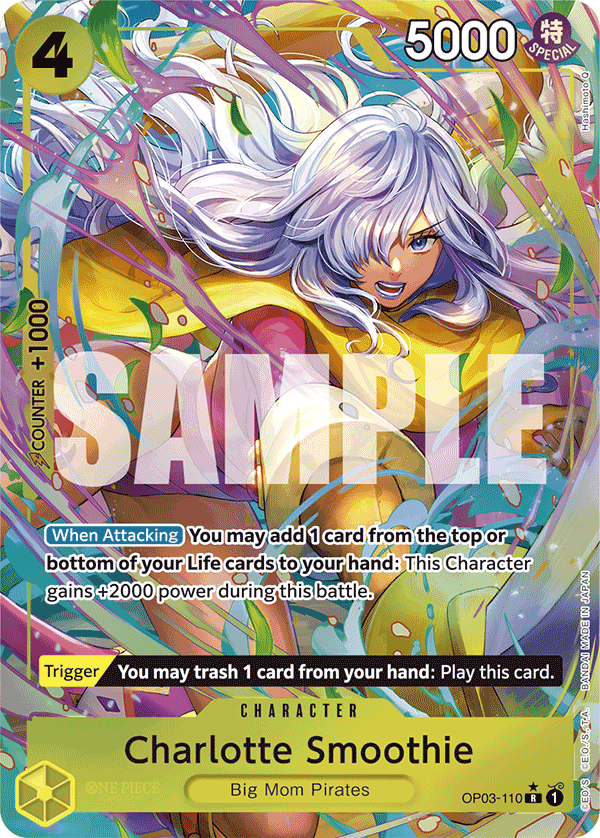 4
5000
特
SPECIAL
Hashimoto Q
COUNTER +1000
SAMPLE
When Attacking You may add 1 card from the top or
bottom of your Life cards to your hand: This Character
gains +2000 power during this battle.
Trigger You may trash 1 card from your hand: Play this card.
CHARACTER
Charlotte Smoothie
Big Mom Pirates
ONE PIECE
CARD GAME
OP03-110 R 1
©E.O./S. ©E.O./S.,T.A. BANDAI MADE IN JAPAN